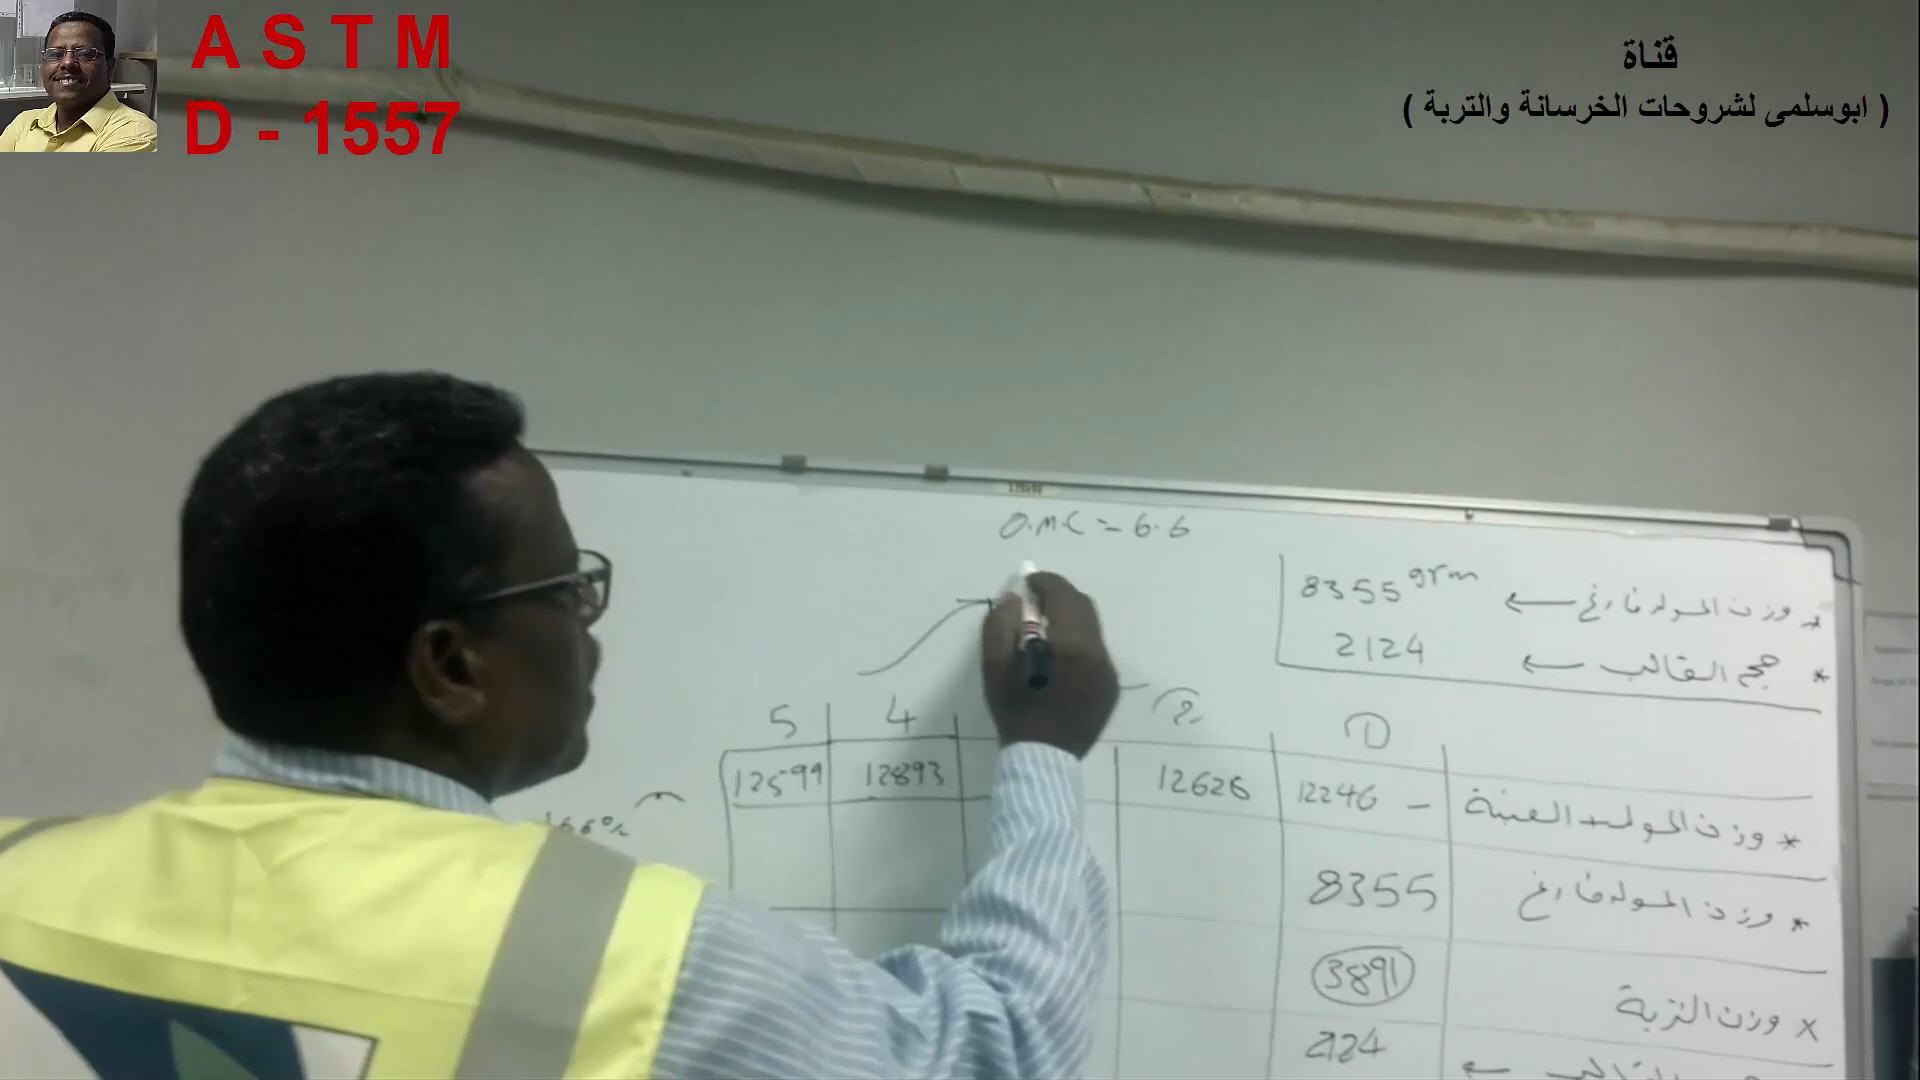 A S T M
D - 1557
قناة
( ابوسلمى لشروحات الخرسانة والتربة )
O.M.C = 6.6
* وزن المولد فارغ ← 8355 grm
* حجم القالب ← 2124
5 4 2 1
* وزن المولد + العينة - 12246 12626 12893 12599
* وزن المولد فارغ 8355
× وزن التربة 3891
2124